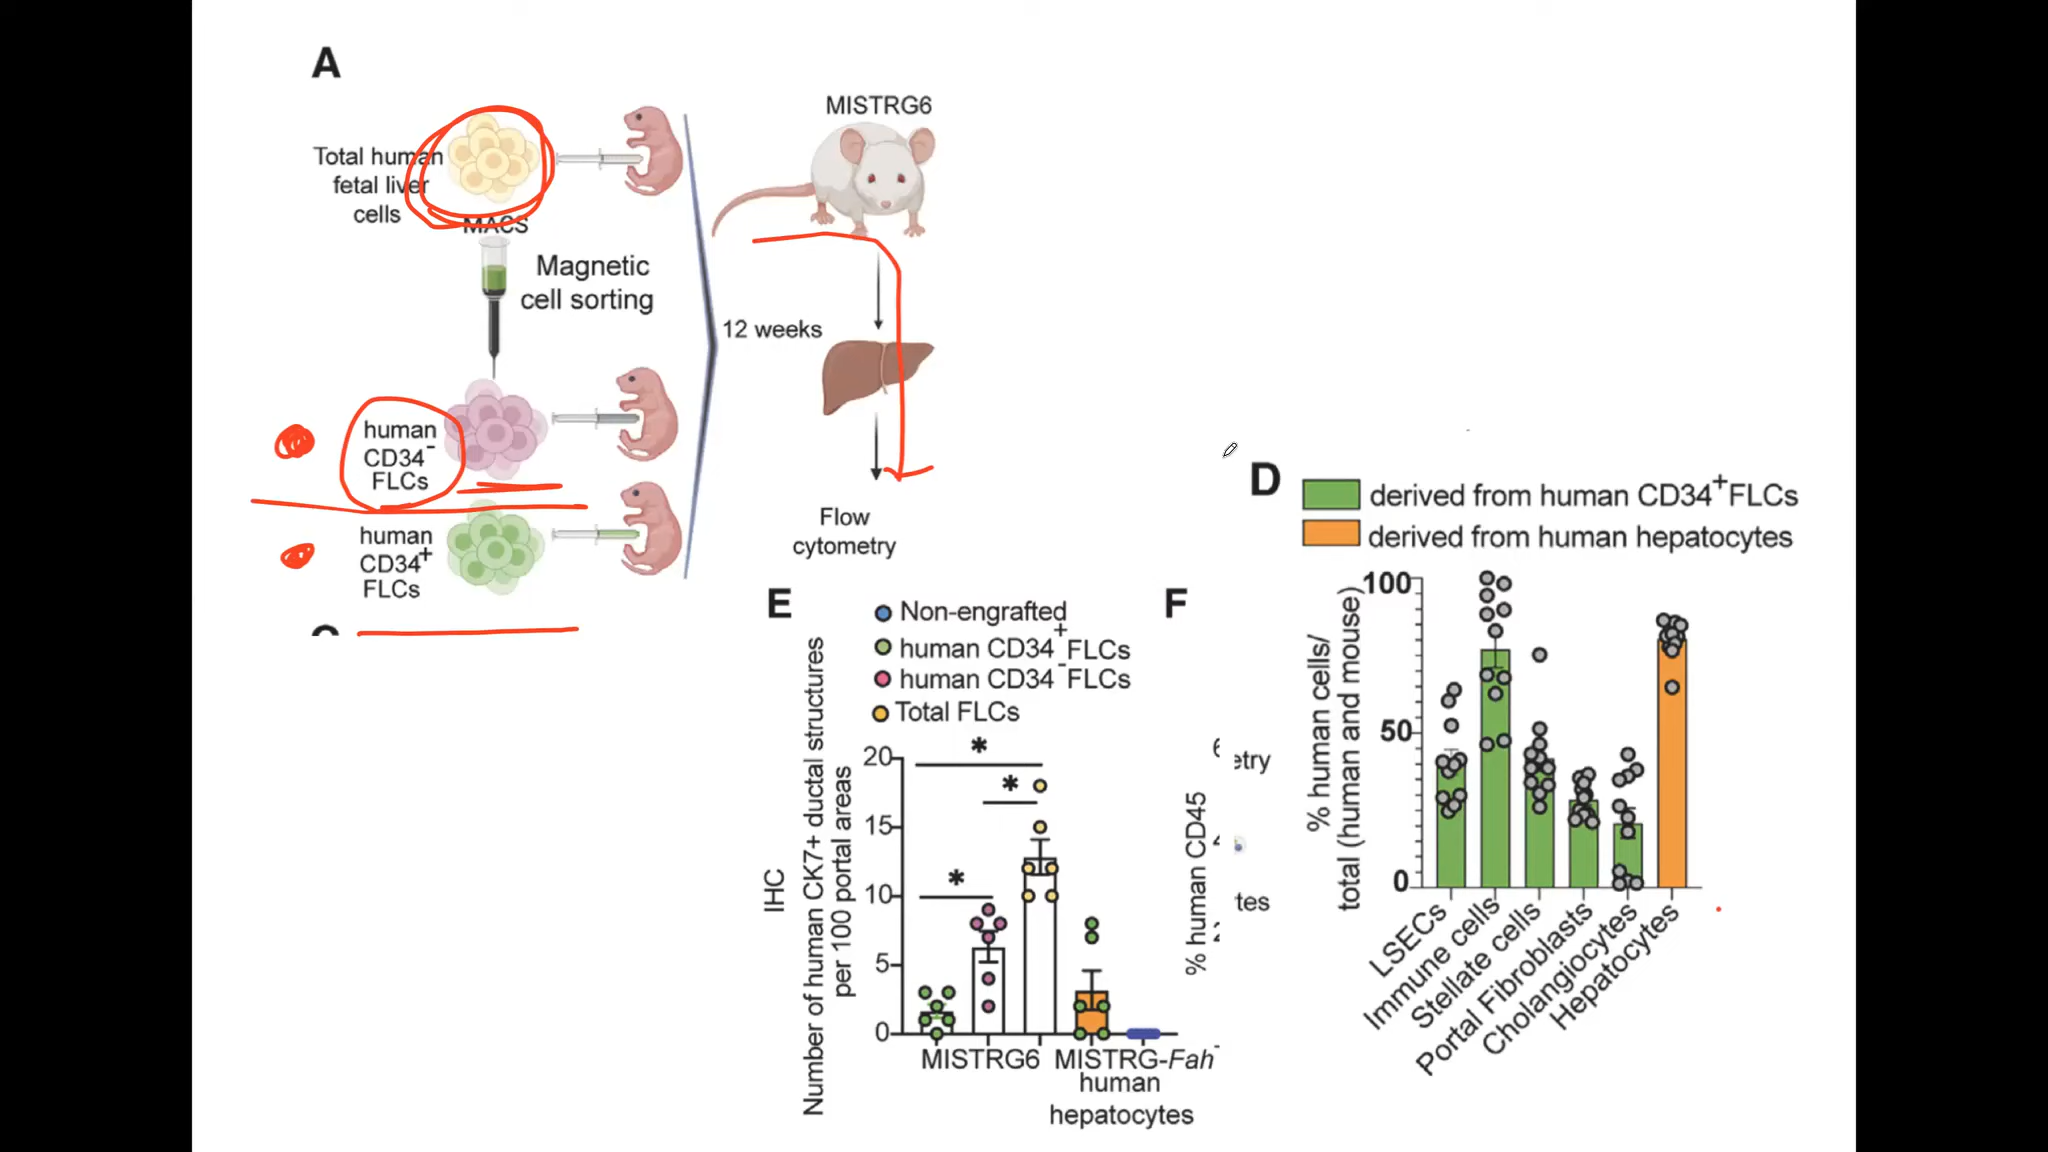 A
Total human
fetal liver
cells
MACS
Magnetic
cell sorting
human
CD34-
FLCs
human
CD34+
FLCs
12 weeks
MISTRG6
Flow
cytometry
E
Non-engrafted
human CD34+FLCs
human CD34-FLCs
Total FLCs
IHC
Number of human CK7+ ductal structures
per 100 portal areas
20
15
10
5
0
*
*
*
MISTRG6
MISTRG-Fah-
human
hepatocytes
F
% human CD45
6
etry
tes
D
derived from human CD34+FLCs
derived from human hepatocytes
% human cells/
total (human and mouse)
100
50
0
LSECs
Immune cells
Stellate cells
Portal Fibroblasts
Cholangiocytes
Hepatocytes